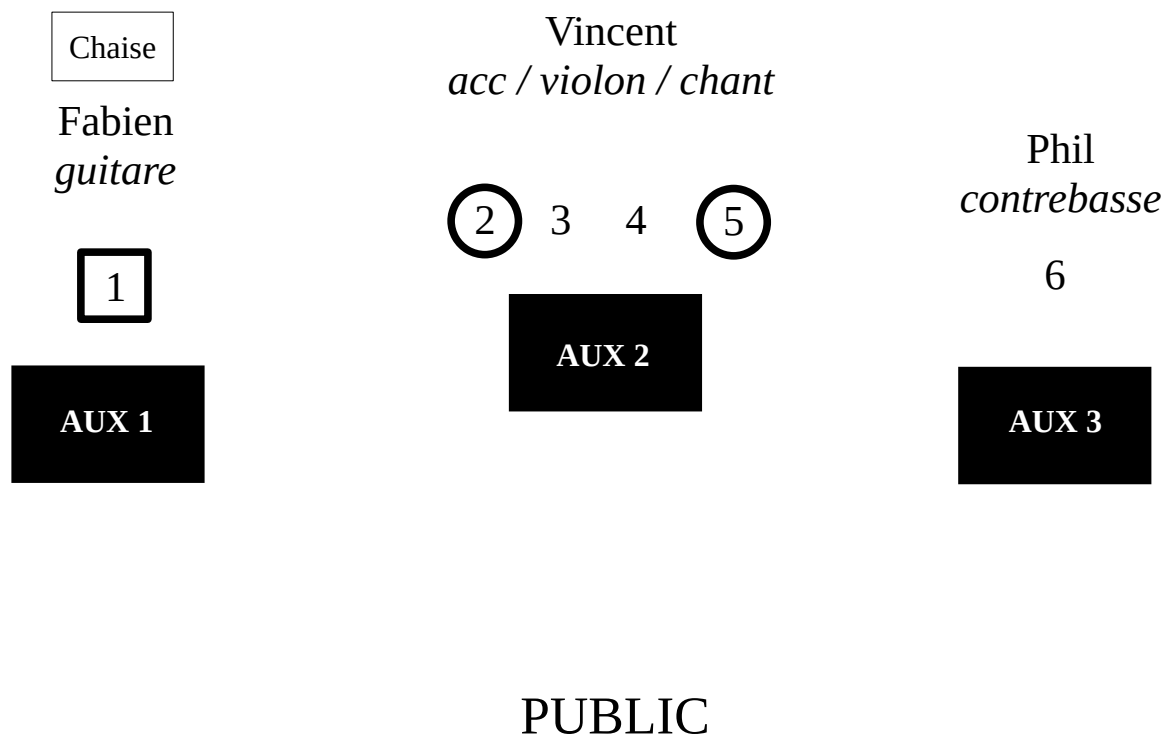 Chaise
Fabien
guitare
1
AUX 1
Vincent
acc / violon / chant
2 3 4 5
AUX 2
Phil
contrebasse
6
AUX 3
PUBLIC